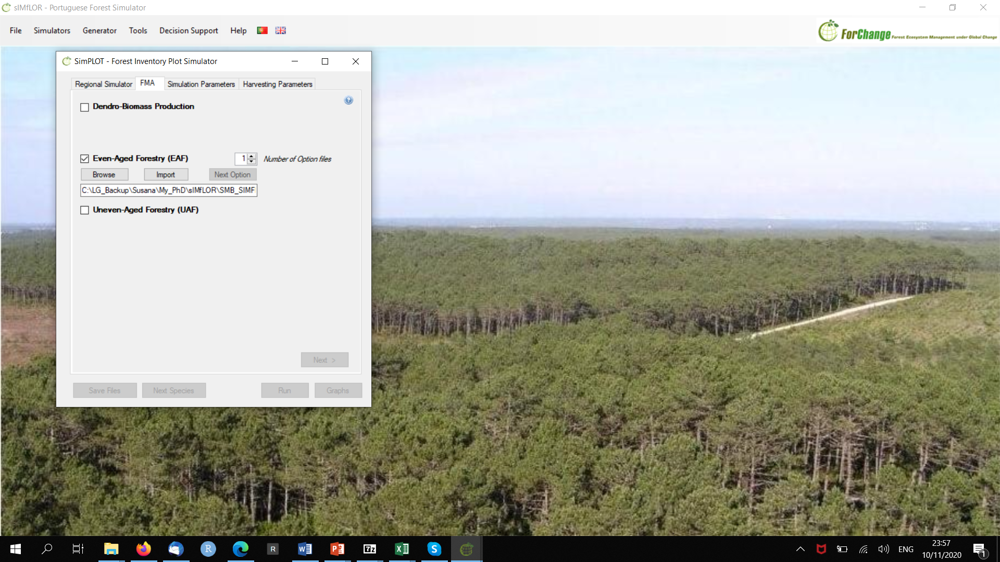 sIMfLOR - Portuguese Forest Simulator
File Simulators Generator Tools Decision Support Help
ForChange Forest Ecosystem Management under Global Change
SimPLOT - Forest Inventory Plot Simulator
Regional Simulator FMA Simulation Parameters Harvesting Parameters
Dendro-Biomass Production
Even-Aged Forestry (EAF) 1 Number of Option files
Browse Import Next Option
C:\LG_Backup\Susana\My_PhD\sIMfLOR\SMB_SIMF
Uneven-Aged Forestry (UAF)
Next >
Save Files Next Species Run Graphs
ENG
23:57
10/11/2020
1